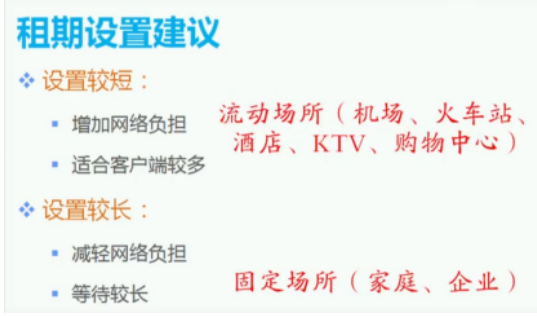 租期设置建议
设置较短：
增加网络负担
适合客户端较多
流动场所（机场、火车站、
酒店、KTV、购物中心）
设置较长：
减轻网络负担
等待较长
固定场所（家庭、企业）